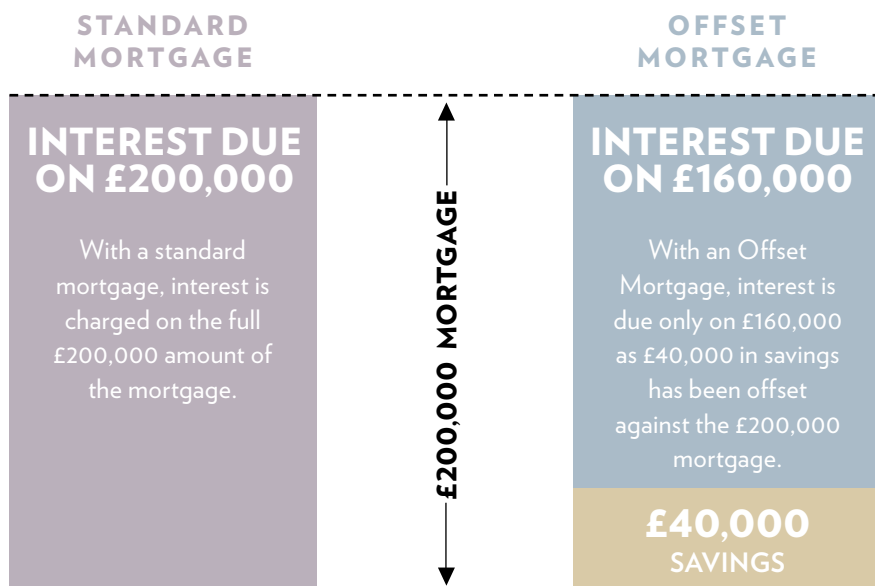 STANDARD
MORTGAGE
INTEREST DUE
ON £200,000
With a standard
mortgage, interest is
charged on the full
£200,000 amount of
the mortgage.
£200,000 MORTGAGE
OFFSET
MORTGAGE
INTEREST DUE
ON £160,000
With an Offset
Mortgage, interest is
due only on £160,000
as £40,000 in savings
has been offset
against the £200,000
mortgage.
£40,000
SAVINGS